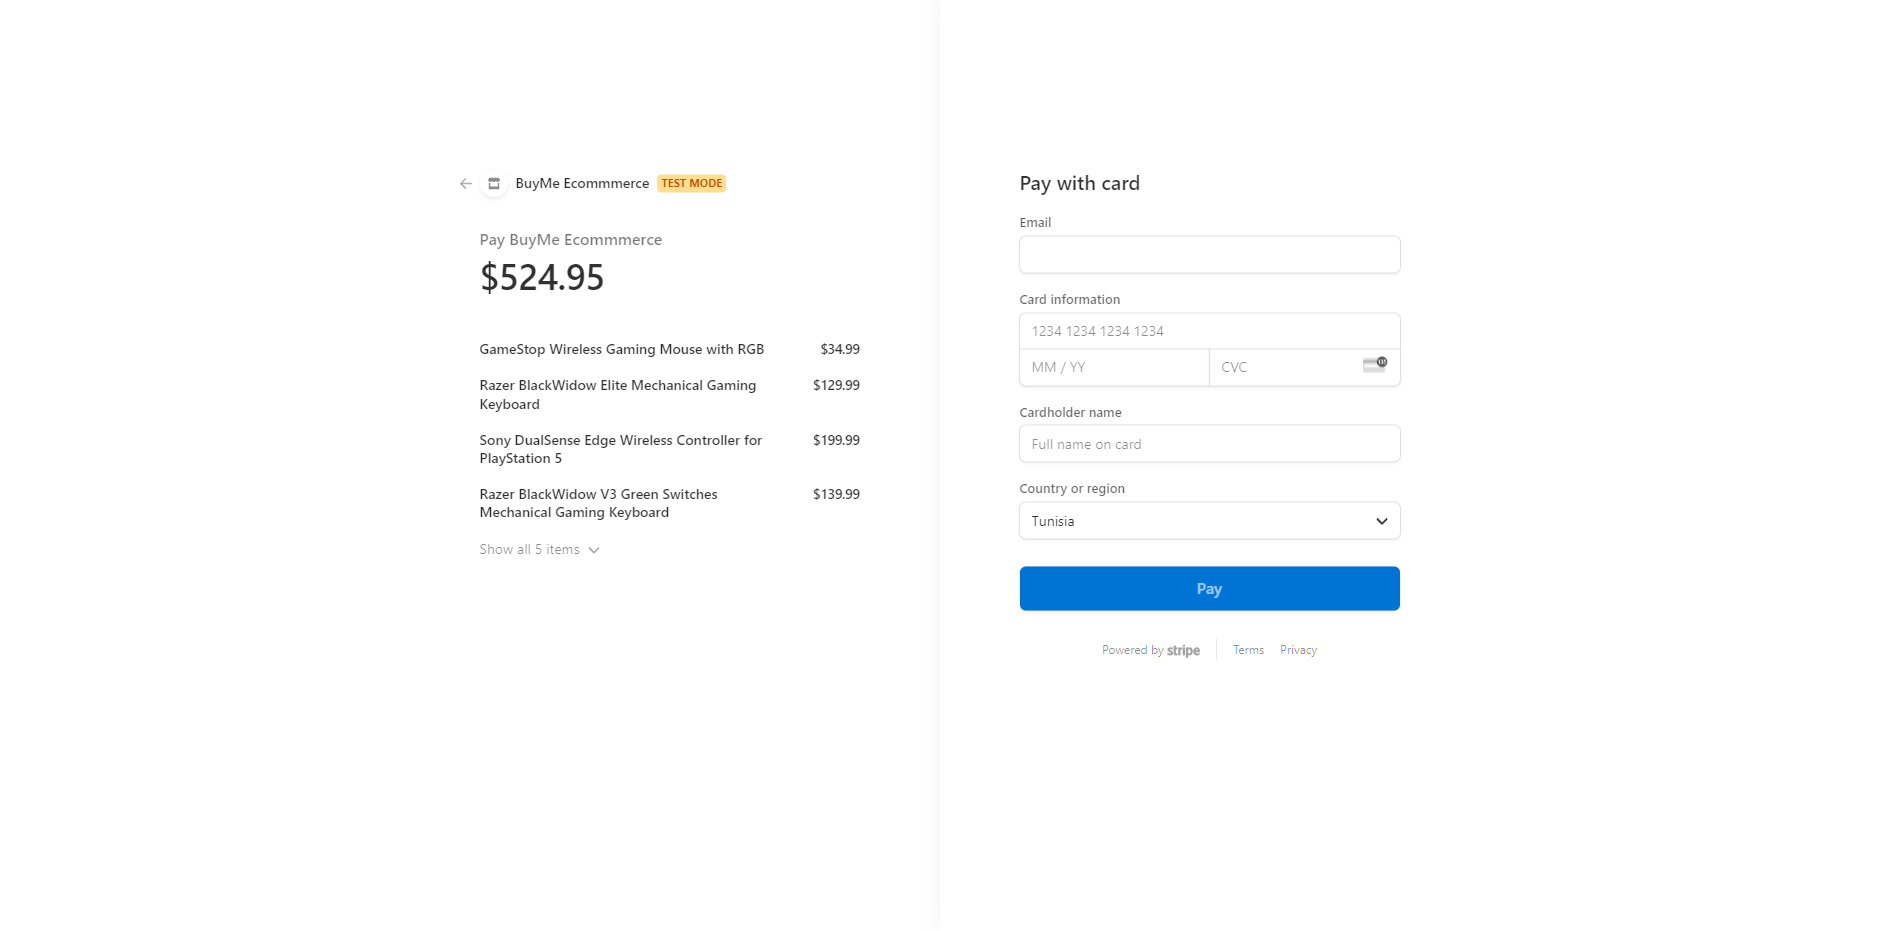 BuyMe Ecommmerce TEST MODE
Pay BuyMe Ecommmerce
$524.95
GameStop Wireless Gaming Mouse with RGB $34.99
Razer BlackWidow Elite Mechanical Gaming $129.99
Keyboard
Sony DualSense Edge Wireless Controller for $199.99
PlayStation 5
Razer BlackWidow V3 Green Switches $139.99
Mechanical Gaming Keyboard
Show all 5 items
Pay with card
Email
Card information
1234 1234 1234 1234
MM / YY CVC
Cardholder name
Full name on card
Country or region
Tunisia
Pay
Powered by stripe Terms Privacy